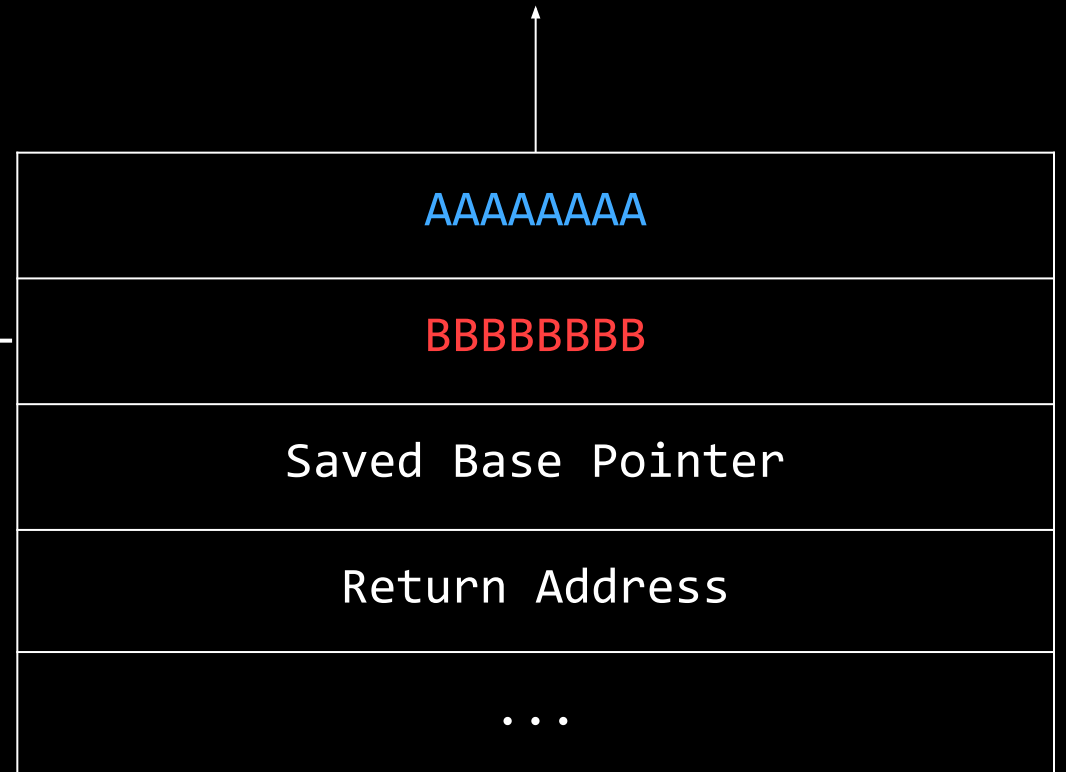 AAAAAAAA
BBBBBBBB
Saved Base Pointer
Return Address
...